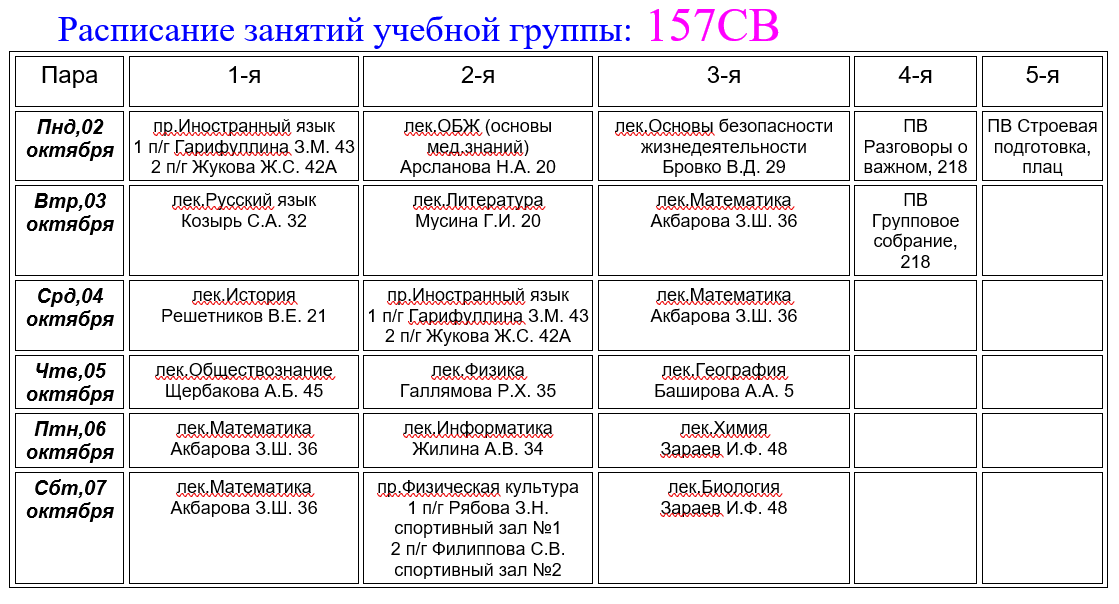 Расписание занятий учебной группы: 157СВ
Пара
1-я
2-я
3-я
4-я
5-я
Пнд,02
октября
пр.Иностранный язык
1 п/г Гарифуллина З.М. 43
2 п/г Жукова Ж.С. 42А
лек.ОБЖ (основы
мед.знаний)
Арсланова Н.А. 20
лек.Основы безопасности
жизнедеятельности
Бровко В.Д. 29
ПВ
Разговоры о
важном, 218
ПВ Строевая
подготовка,
плац
Втр,03
октября
лек.Русский язык
Козырь С.А. 32
лек.Литература
Мусина Г.И. 20
лек.Математика
Акбарова З.Ш. 36
ПВ
Групповое
собрание,
218
Срд,04
октября
лек.История
Решетников В.Е. 21
пр.Иностранный язык
1 п/г Гарифуллина З.М. 43
2 п/г Жукова Ж.С. 42А
лек.Математика
Акбарова З.Ш. 36
Чтв,05
октября
лек.Обществознание
Щербакова А.Б. 45
лек.Физика
Галлямова Р.Х. 35
лек.География
Баширова А.А. 5
Птн,06
октября
лек.Математика
Акбарова З.Ш. 36
лек.Информатика
Жилина А.В. 34
лек.Химия
Зараев И.Ф. 48
Сбт,07
октября
лек.Математика
Акбарова З.Ш. 36
пр.Физическая культура
1 п/г Рябова З.Н.
спортивный зал №1
2 п/г Филиппова С.В.
спортивный зал №2
лек.Биология
Зараев И.Ф. 48